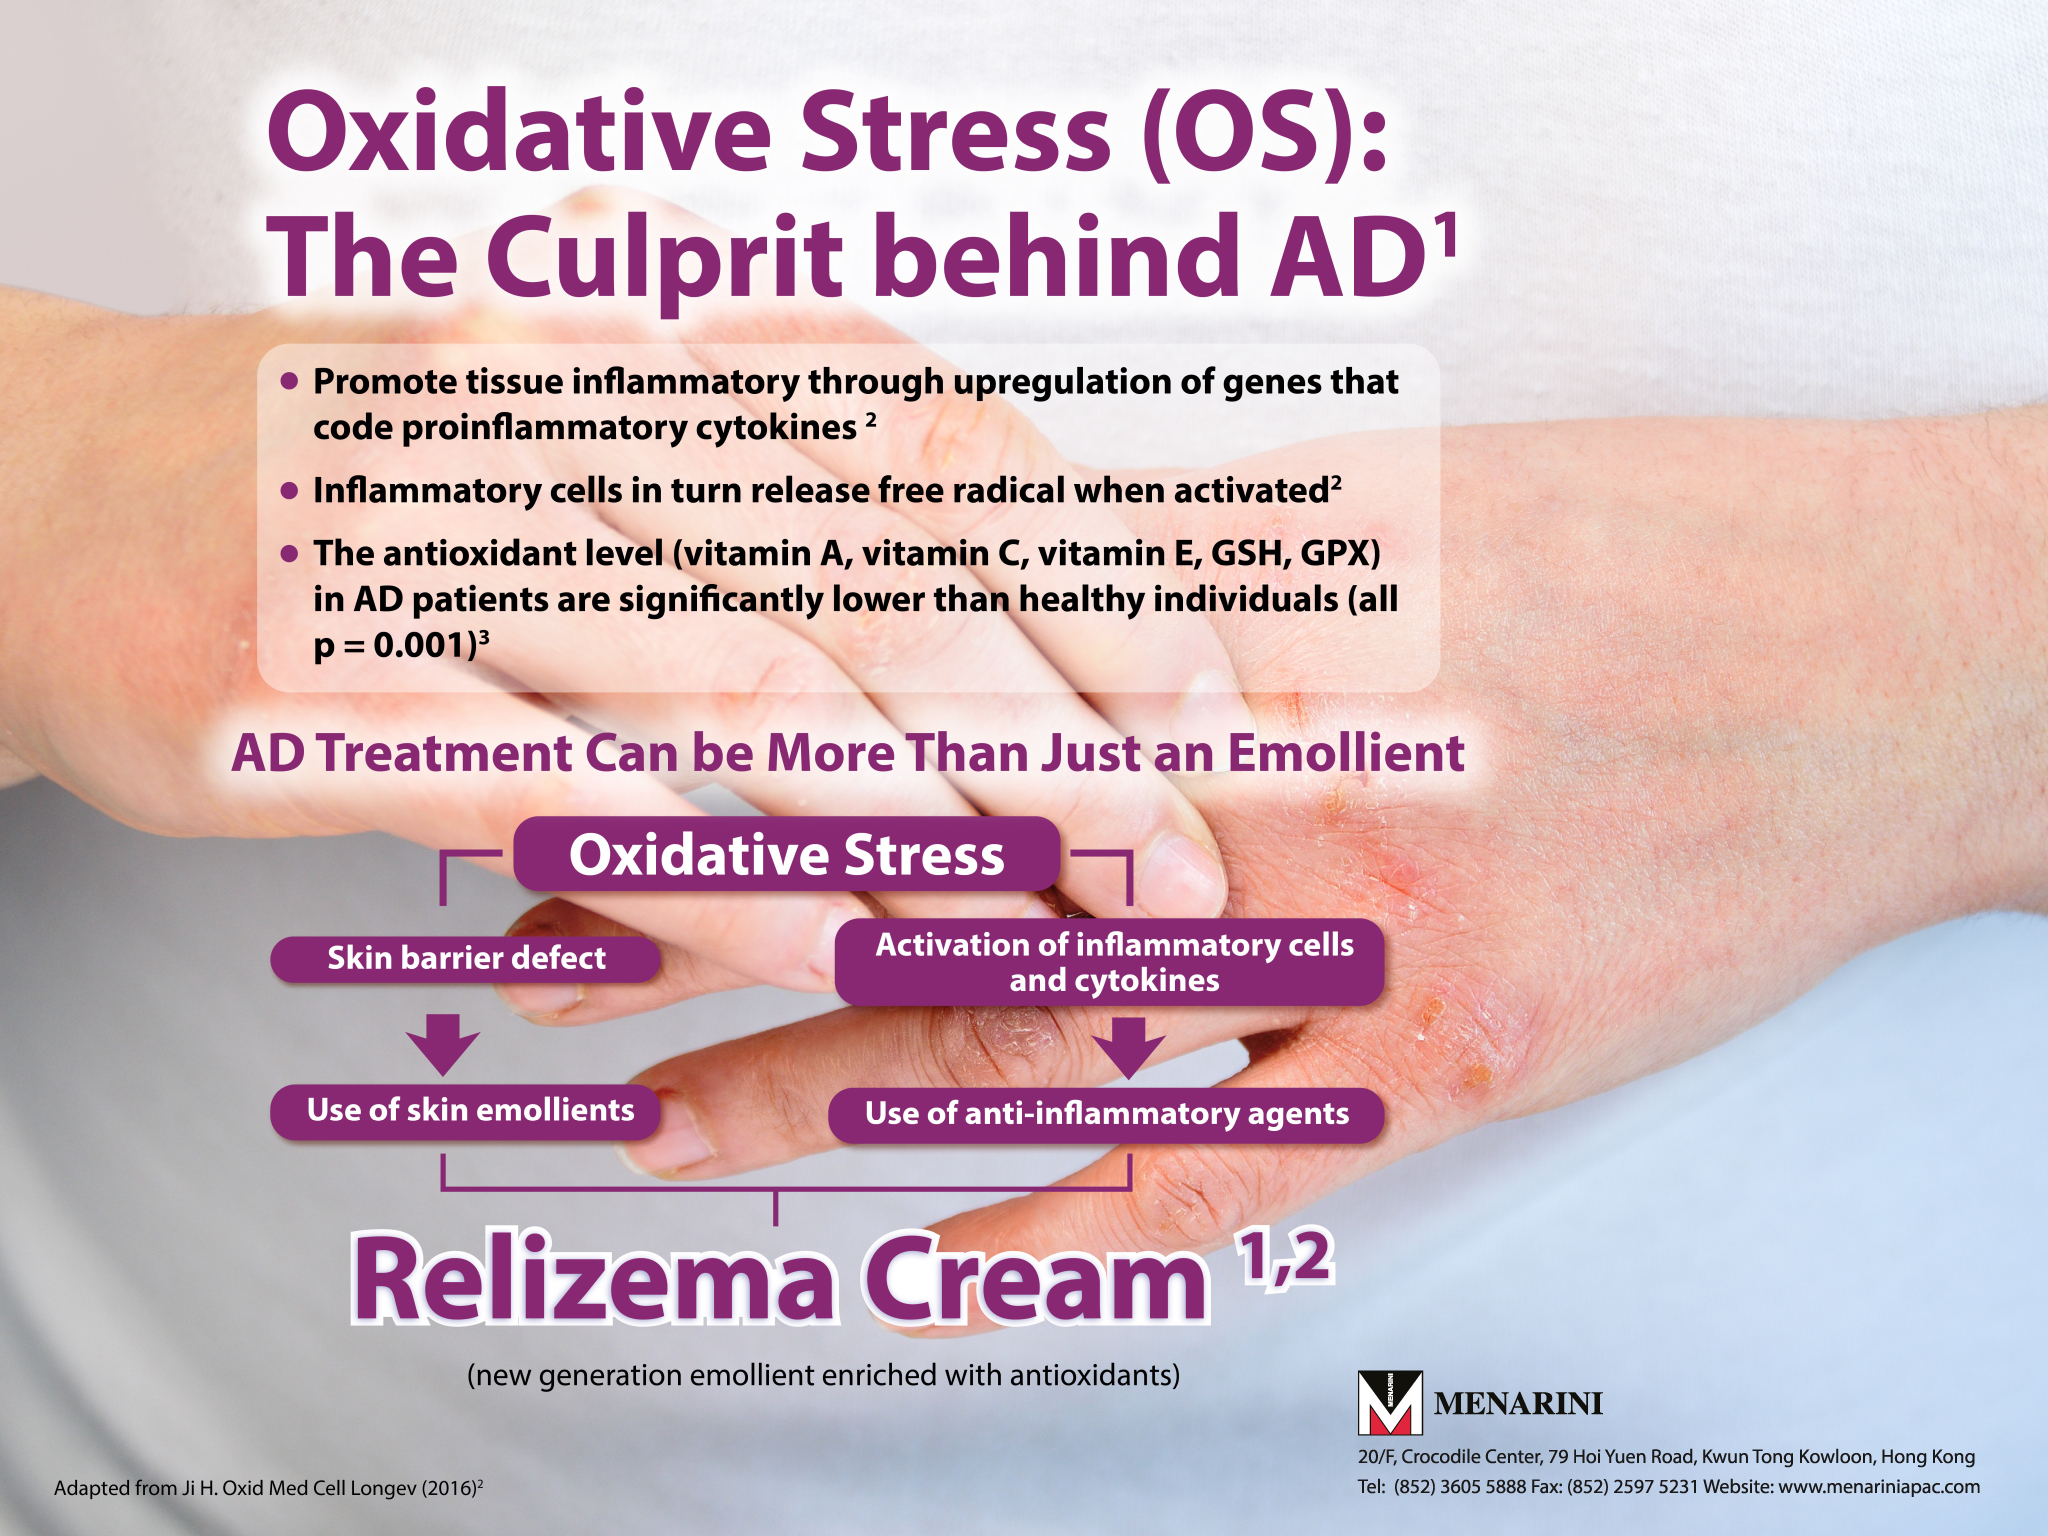 Oxidative Stress (OS):
The Culprit behind AD¹
• Promote tissue inflammatory through upregulation of genes that
code proinflammatory cytokines ²
• Inflammatory cells in turn release free radical when activated²
• The antioxidant level (vitamin A, vitamin C, vitamin E, GSH, GPX)
in AD patients are significantly lower than healthy individuals (all
p = 0.001)³
AD Treatment Can be More Than Just an Emollient
Oxidative Stress
Skin barrier defect
Activation of inflammatory cells
and cytokines
Use of skin emollients
Use of anti-inflammatory agents
Relizema Cream ¹,²
(new generation emollient enriched with antioxidants)
MENARINI
MENARINI
20/F, Crocodile Center, 79 Hoi Yuen Road, Kwun Tong Kowloon, Hong Kong
Tel: (852) 3605 5888 Fax: (852) 2597 5231 Website: www.menariniapac.com
Adapted from Ji H. Oxid Med Cell Longev (2016)²